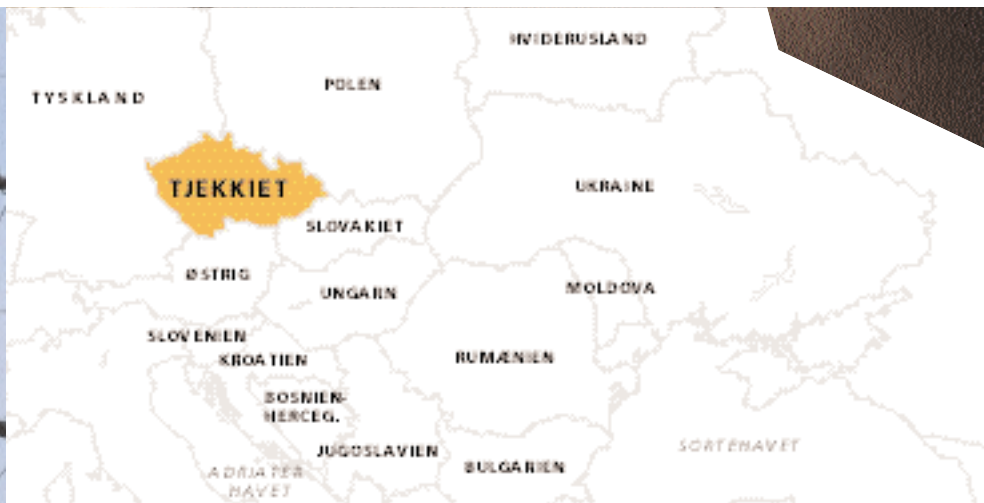 HVIDERUSLAND
POLEN
TYSKLAND
UKRAINE
TJEKKIET
SLOVAKIET
ØSTRIG
MOLDOVA
UNGARN
SLOVENIEN
KROATIEN
RUMÆNIEN
BOSNIEN-
HERCEG.
JUGOSLAVIEN
SORTEHAVET
BULGARIEN
ADRIATER
HAVET